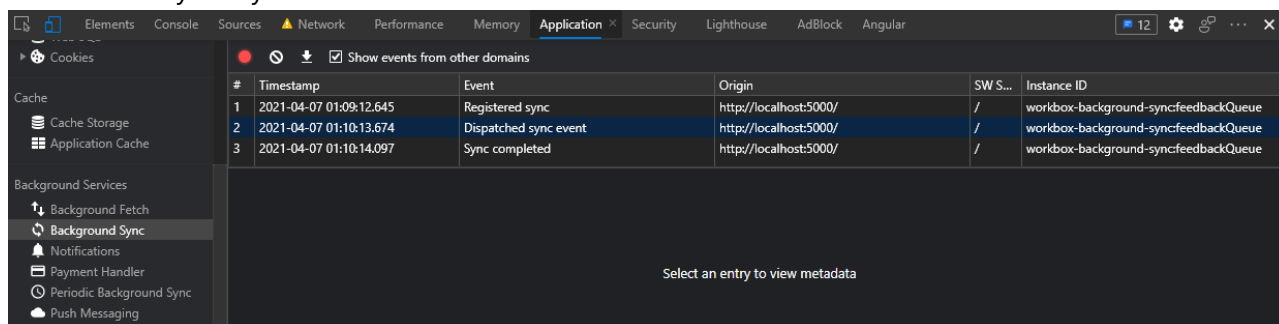 Elements Console Sources Network Performance Memory Application × Security Lighthouse AdBlock Angular 12
Cookies
Show events from other domains
# Timestamp Event Origin SW S... Instance ID
1 2021-04-07 01:09:12.645 Registered sync http://localhost:5000/ / workbox-background-sync:feedbackQueue
2 2021-04-07 01:10:13.674 Dispatched sync event http://localhost:5000/ / workbox-background-sync:feedbackQueue
3 2021-04-07 01:10:14.097 Sync completed http://localhost:5000/ / workbox-background-sync:feedbackQueue
Cache
Cache Storage
Application Cache
Background Services
Background Fetch
Background Sync
Notifications
Payment Handler
Periodic Background Sync
Push Messaging
Select an entry to view metadata